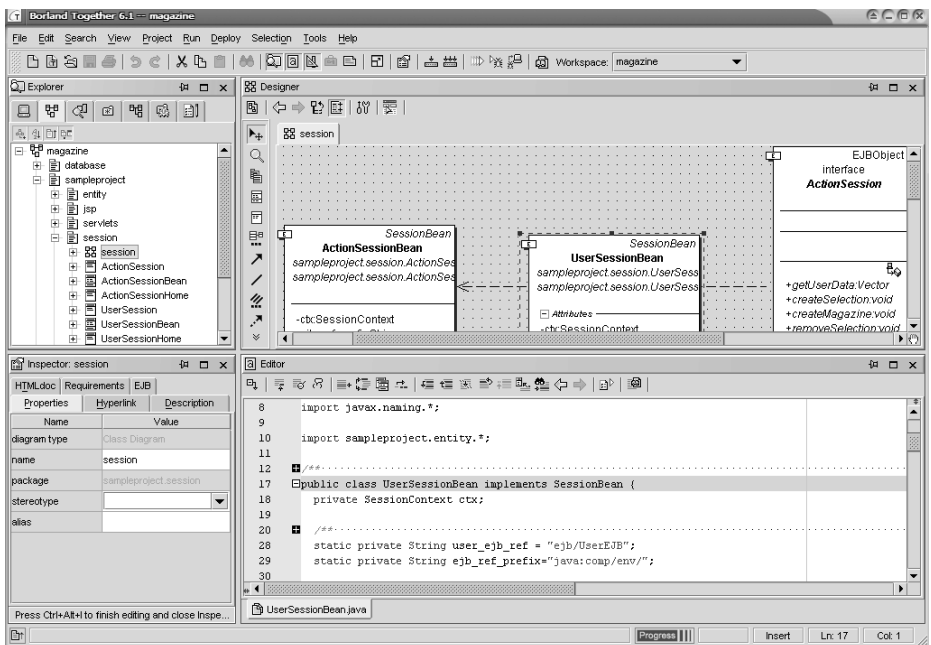 Borland Together 6.1 — magazine
File Edit Search View Project Run Deploy Selection Tools Help
Workspace: magazine
Explorer
magazine
database
sampleproject
entity
jsp
servlets
session
session
ActionSession
ActionSessionBean
ActionSessionHome
UserSession
UserSessionBean
UserSessionHome
Designer
session
SessionBean
ActionSessionBean
sampleproject.session.ActionSes
sampleproject.session.ActionSes
-ctx:SessionContext
SessionBean
UserSessionBean
sampleproject.session.UserSess
sampleproject.session.UserSess
Attributes
-ctx:SessionContext
EJBObject
interface
ActionSession
+getUserData:Vector
+createSelection:void
+createMagazine:void
+removeSelection:void
Inspector: session
HTMLdoc Requirements EJB
Properties Hyperlink Description
Name Value
diagram type Class Diagram
name session
package sampleproject.session
stereotype
alias
Press Ctrl+Alt+I to finish editing and close Inspe...
Editor
8 import javax.naming.*;
9
10 import sampleproject.entity.*;
11
12 /**
17 public class UserSessionBean implements SessionBean {
18 private SessionContext ctx;
19
20 /**
28 static private String user_ejb_ref = "ejb/UserEJB";
29 static private String ejb_ref_prefix="java:comp/env/";
30
UserSessionBean.java
Progress Insert Ln: 17 Col: 1